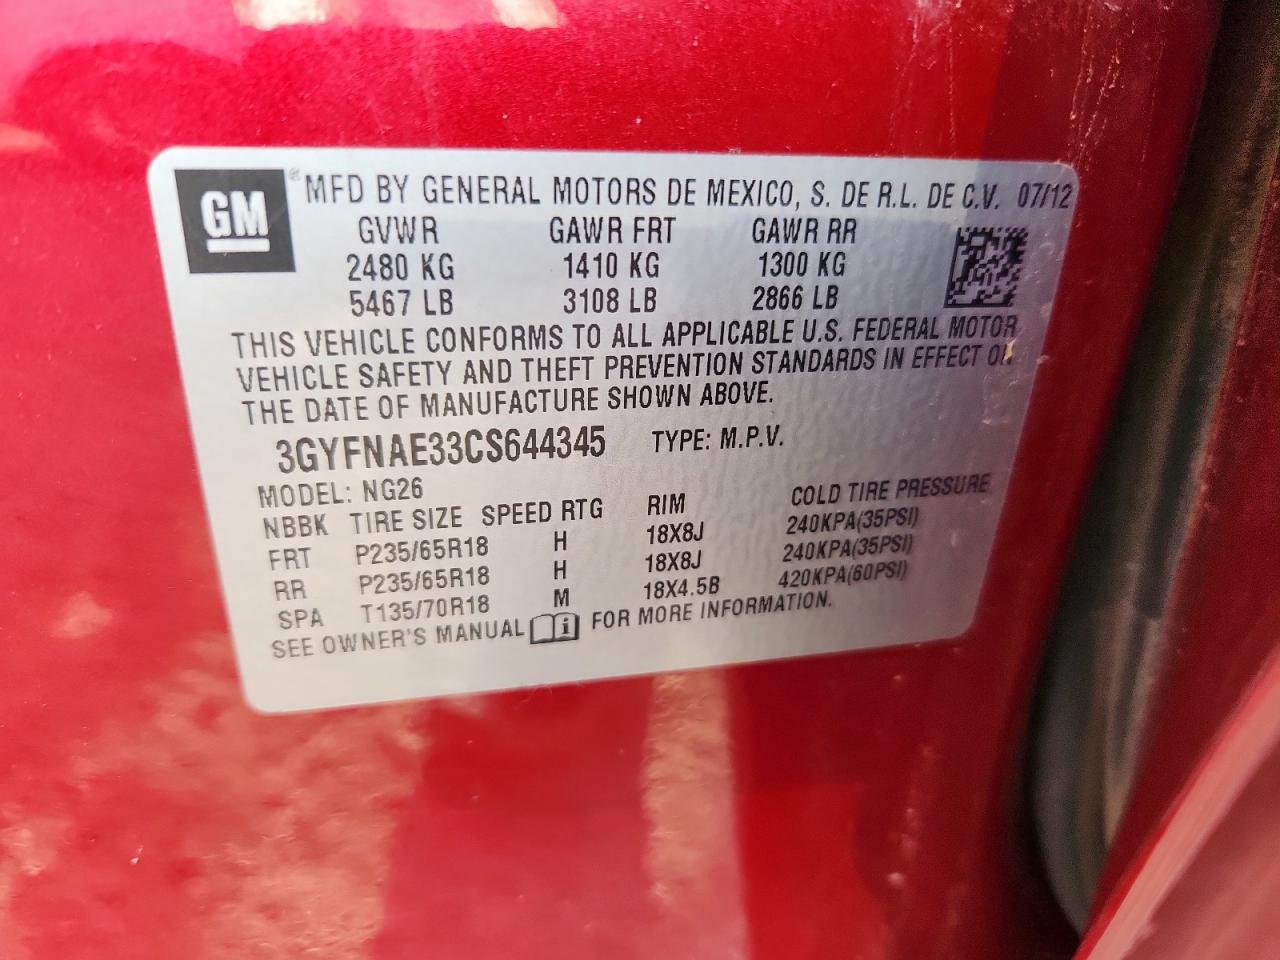 GM ® MFD BY GENERAL MOTORS DE MEXICO, S. DE R.L. DE C.V. 07/12
GVWR GAWR FRT GAWR RR
2480 KG 1410 KG 1300 KG
5467 LB 3108 LB 2866 LB
THIS VEHICLE CONFORMS TO ALL APPLICABLE U.S. FEDERAL MOTOR
VEHICLE SAFETY AND THEFT PREVENTION STANDARDS IN EFFECT ON
THE DATE OF MANUFACTURE SHOWN ABOVE.
3GYFNAE33CS644345 TYPE: M.P.V.
MODEL: NG26
NBBK TIRE SIZE SPEED RTG RIM COLD TIRE PRESSURE
FRT P235/65R18 H 18X8J 240KPA(35PSI)
RR P235/65R18 H 18X8J 240KPA(35PSI)
SPA T135/70R18 M 18X4.5B 420KPA(60PSI)
SEE OWNER'S MANUAL i FOR MORE INFORMATION.